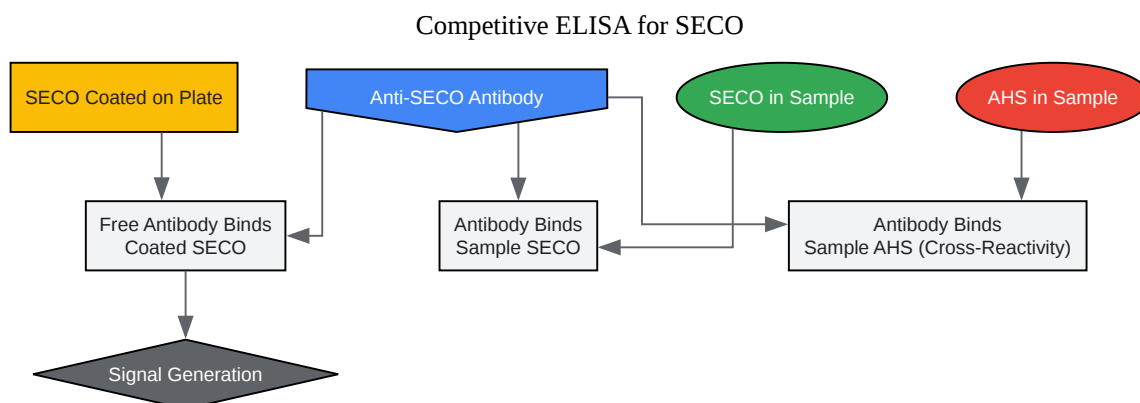 Competitive ELISA for SECO
SECO Coated on Plate
Anti-SECO Antibody
SECO in Sample
AHS in Sample
Free Antibody Binds
Coated SECO
Antibody Binds
Sample SECO
Antibody Binds
Sample AHS (Cross-Reactivity)
Signal Generation